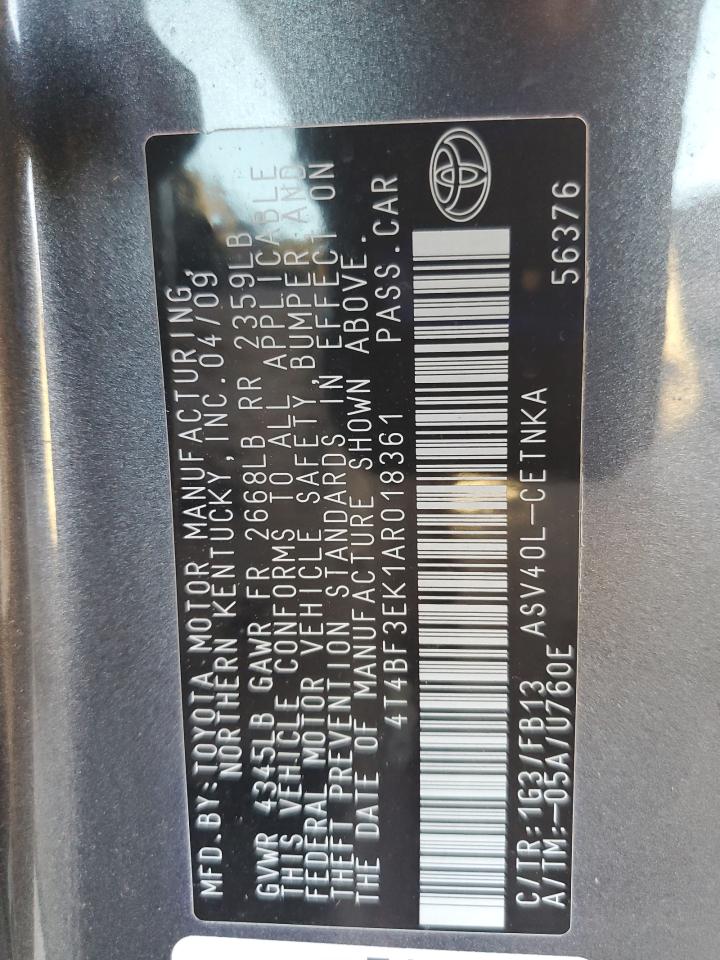 MFD.BY:TOYOTA MOTOR MANUFACTURING,
NORTHERN KENTUCKY,INC.04/09
GVWR 4345LB GAWR FR 2668LB RR 2359LB
THIS VEHICLE CONFORMS TO ALL APPLICABLE
FEDERAL MOTOR VEHICLE SAFETY,BUMPER AND
THEFT PREVENTION STANDARDS IN EFFECT ON
THE DATE OF MANUFACTURE SHOWN ABOVE.
4T4BF3EK1AR018361 PASS.CAR
C/TR:1G3/FB13 ASV40L-CETNKA 56376
A/TM:-05A/U760E